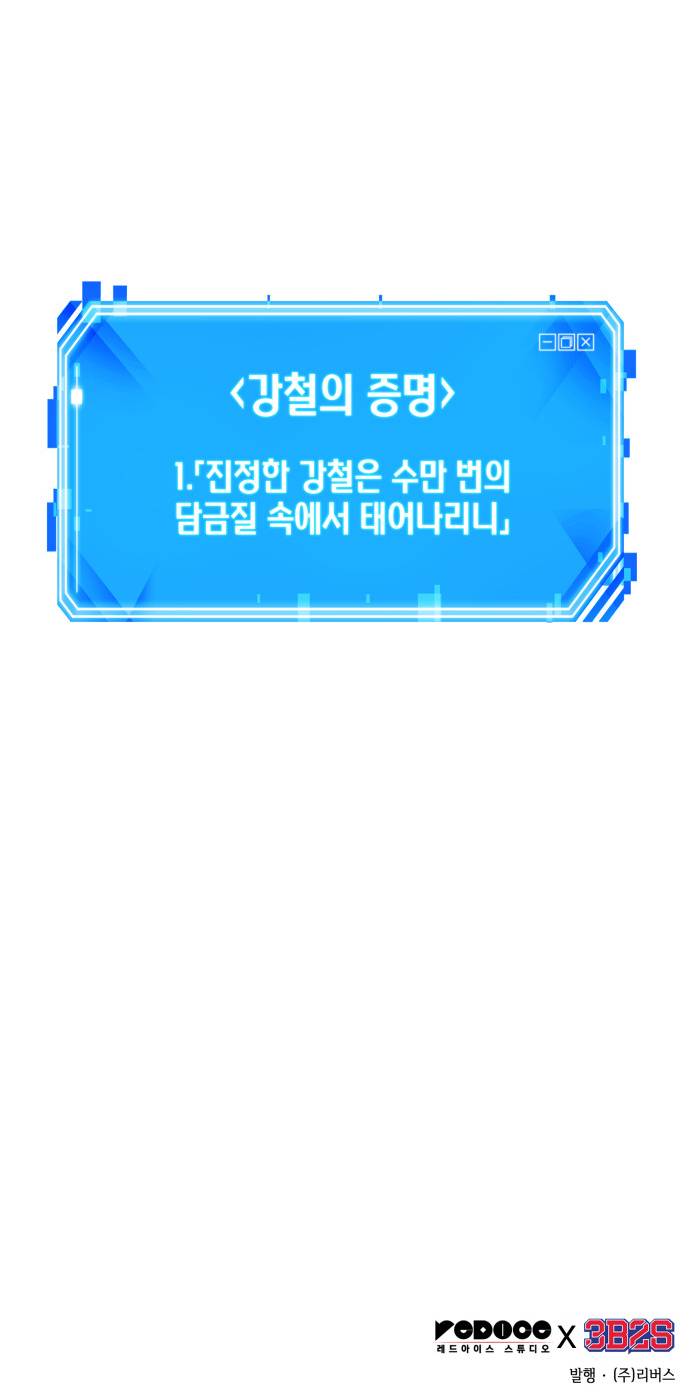 <강철의 증명>
1.「진정한 강철은 수만 번의
담금질 속에서 태어나리니」
REDICE X 3B2S
레드아이스 스튜디오
발행 · (주)리버스